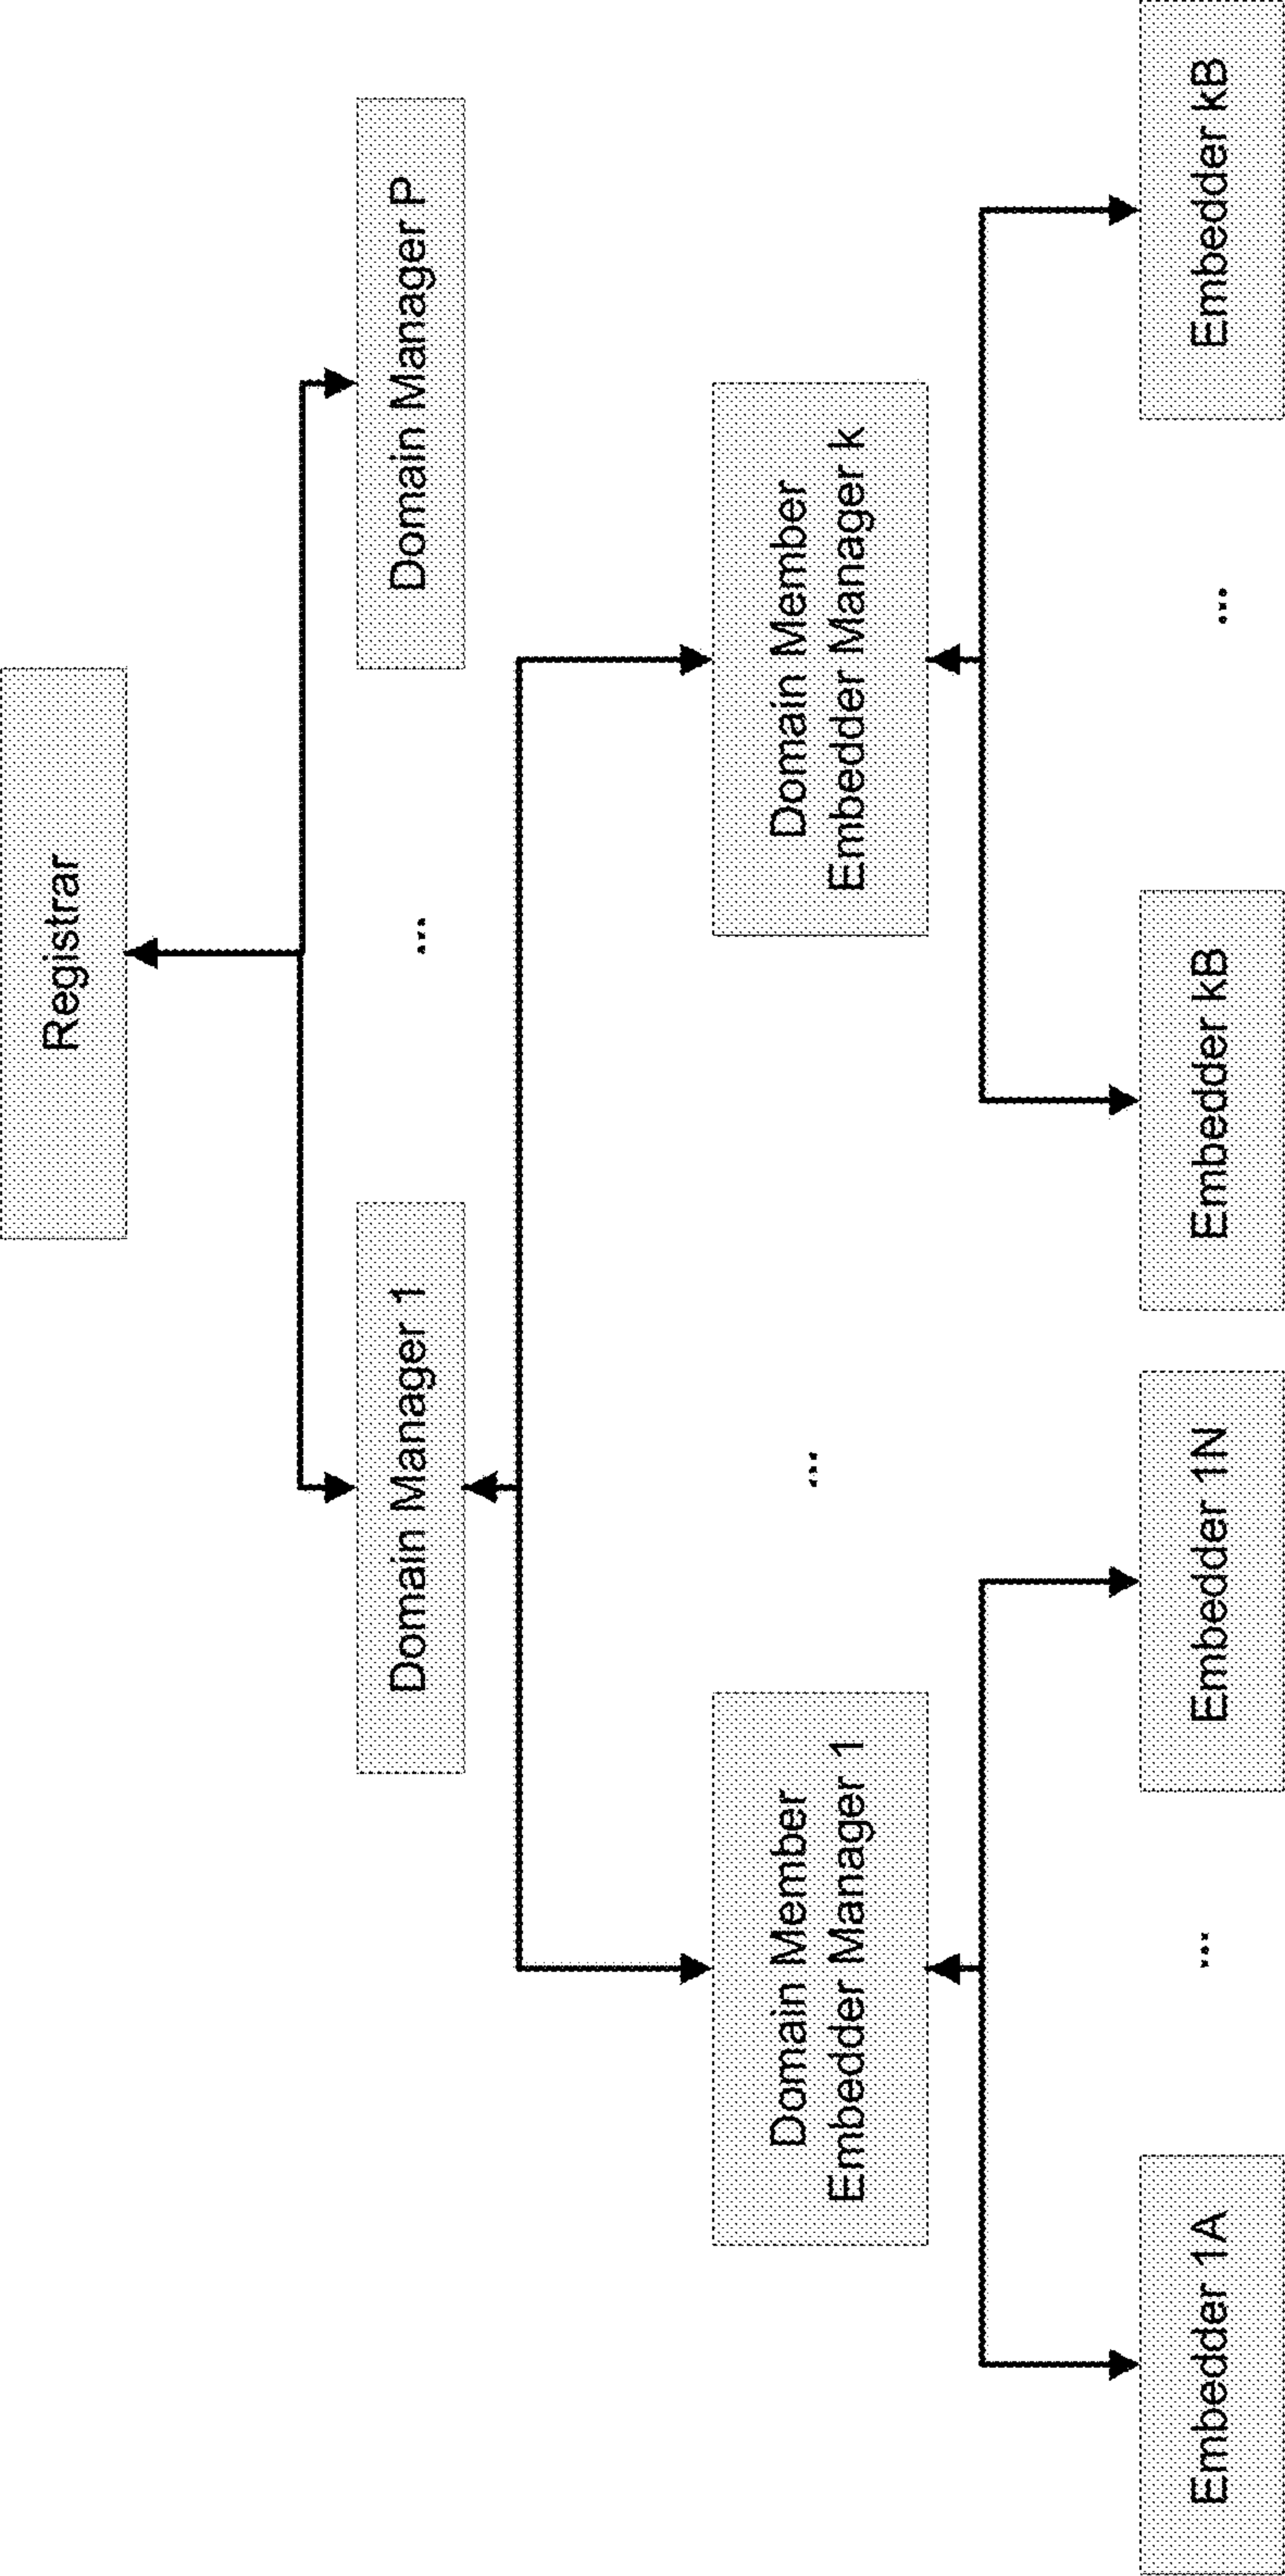 Registrar
Domain Manager 1
...
Domain Manager P
Domain Member
Embedder Manager 1
...
Domain Member
Embedder Manager k
Embedder 1A
...
Embedder 1N
Embedder kB
...
Embedder kB